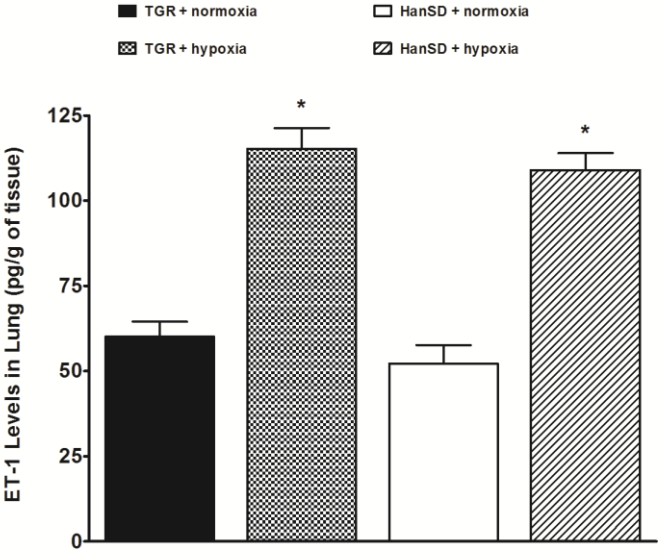 TGR + normoxia
HanSD + normoxia
TGR + hypoxia
HanSD + hypoxia
ET-1 Levels in Lung (pg/g of tissue)
125
100
75
50
25
0
*
*